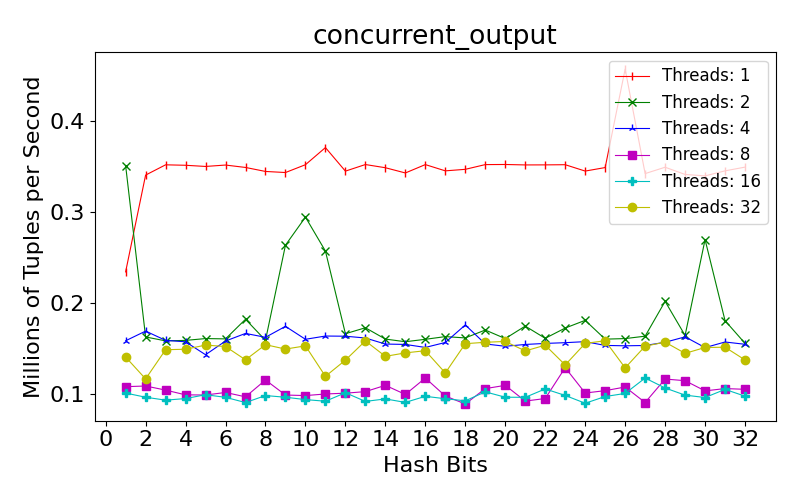 concurrent_output
Millions of Tuples per Second
0.4
0.3
0.2
0.1
0 2 4 6 8 10 12 14 16 18 20 22 24 26 28 30 32
Hash Bits
Threads: 1
Threads: 2
Threads: 4
Threads: 8
Threads: 16
Threads: 32